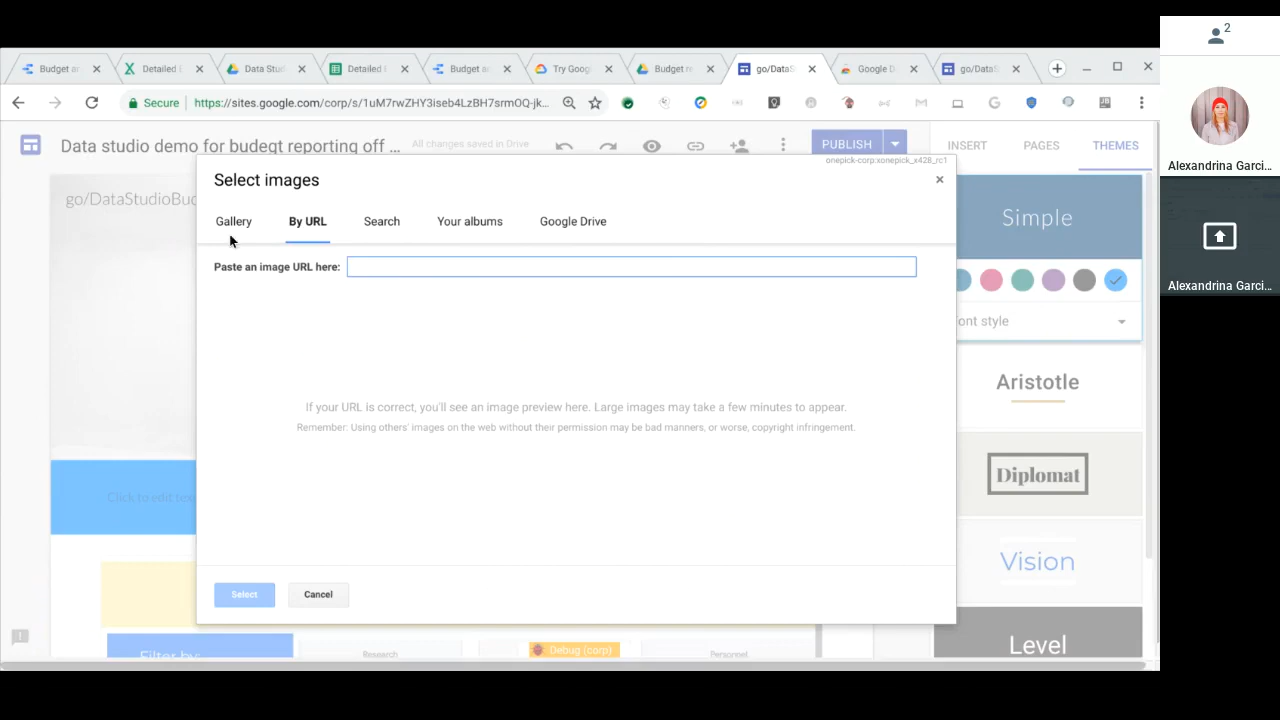 2
Budget ar
Detailed E
Data Stud
Detailed E
Budget ar
Try Goog
Budget re
go/DataS
Google D
go/DataS
Secure
https://sites.google.com/corp/s/1uM7rwZHY3iseb4LzBH7srmOQ-jk...
Data studio demo for budget reporting off ...
All changes saved in Drive
PUBLISH
INSERT
PAGES
THEMES
onepick-corp:xonepick_x428_rc1
Select images
Gallery
By URL
Search
Your albums
Google Drive
Paste an image URL here:
If your URL is correct, you'll see an image preview here. Large images may take a few minutes to appear.
Remember: Using others' images on the web without their permission may be bad manners, or worse, copyright infringement.
Select
Cancel
go/DataStudioBud
Click to edit text
Filter by:
Research
Debug (corp)
Personnel
Simple
Font style
Aristotle
Diplomat
Vision
Level
Alexandrina Garci...
Alexandrina Garci...